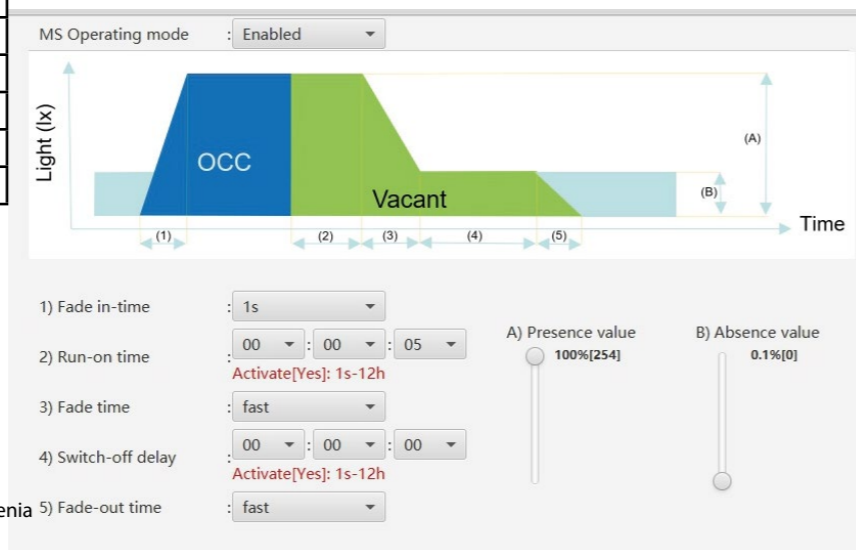 MS Operating mode : Enabled
Light (lx)
OCC
Vacant
(A)
(B)
Time
(1) (2) (3) (4) (5)
1) Fade in-time : 1s
2) Run-on time : 00 : 00 : 05
Activate[Yes]: 1s-12h
3) Fade time : fast
4) Switch-off delay : 00 : 00 : 00
Activate[Yes]: 1s-12h
5) Fade-out time : fast
A) Presence value
100%[254]
B) Absence value
0.1%[0]
enia